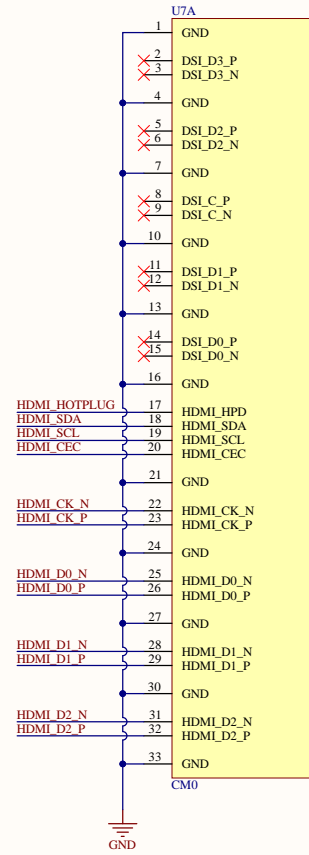 U7A
1 GND
2 DSI_D3_P
3 DSI_D3_N
4 GND
5 DSI_D2_P
6 DSI_D2_N
7 GND
8 DSI_C_P
9 DSI_C_N
10 GND
11 DSI_D1_P
12 DSI_D1_N
13 GND
14 DSI_D0_P
15 DSI_D0_N
16 GND
HDMI_HOTPLUG 17 HDMI_HPD
HDMI_SDA 18 HDMI_SDA
HDMI_SCL 19 HDMI_SCL
HDMI_CEC 20 HDMI_CEC
21 GND
HDMI_CK_N 22 HDMI_CK_N
HDMI_CK_P 23 HDMI_CK_P
24 GND
HDMI_D0_N 25 HDMI_D0_N
HDMI_D0_P 26 HDMI_D0_P
27 GND
HDMI_D1_N 28 HDMI_D1_N
HDMI_D1_P 29 HDMI_D1_P
30 GND
HDMI_D2_N 31 HDMI_D2_N
HDMI_D2_P 32 HDMI_D2_P
33 GND
CM0
GND